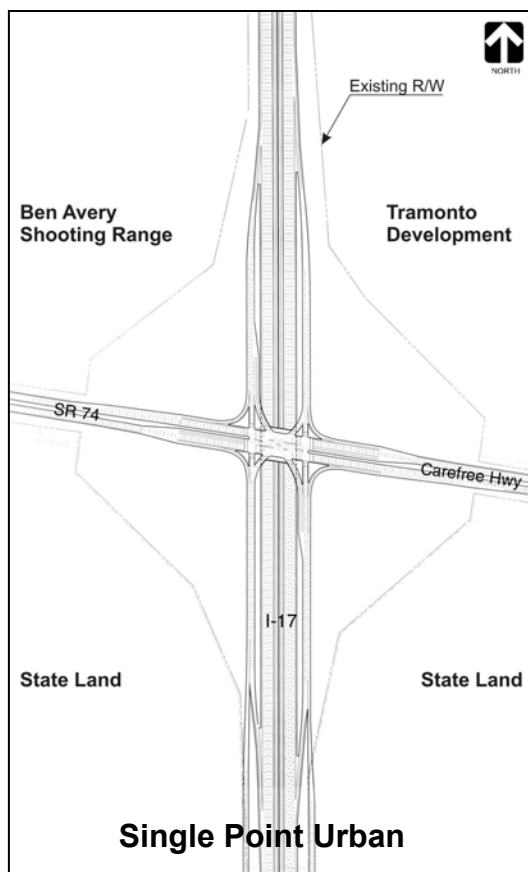 NORTH
Existing R/W
Ben Avery
Shooting Range
Tramonto
Development
SR 74
Carefree Hwy
I-17
State Land
State Land
Single Point Urban